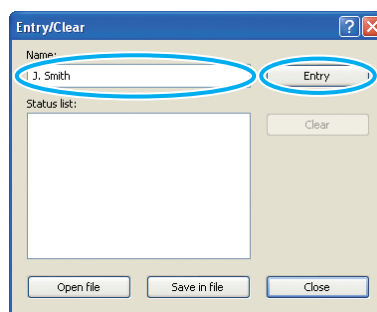 Entry/Clear
Name:
J. Smith
Entry
Status list:
Clear
Open file
Save in file
Close